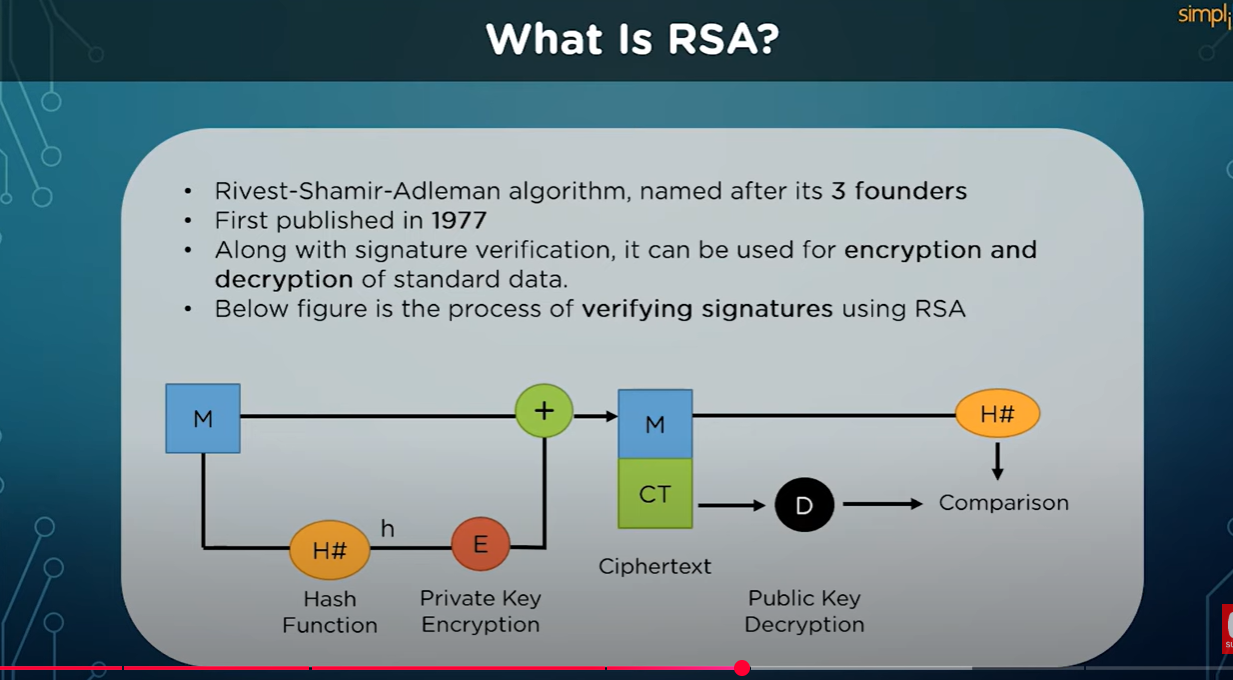 simpli
What Is RSA?
• Rivest-Shamir-Adleman algorithm, named after its 3 founders
• First published in 1977
• Along with signature verification, it can be used for encryption and
decryption of standard data.
• Below figure is the process of verifying signatures using RSA
M
+
M
H#
CT
D
Comparison
h
H#
E
Ciphertext
Hash
Function
Private Key
Encryption
Public Key
Decryption